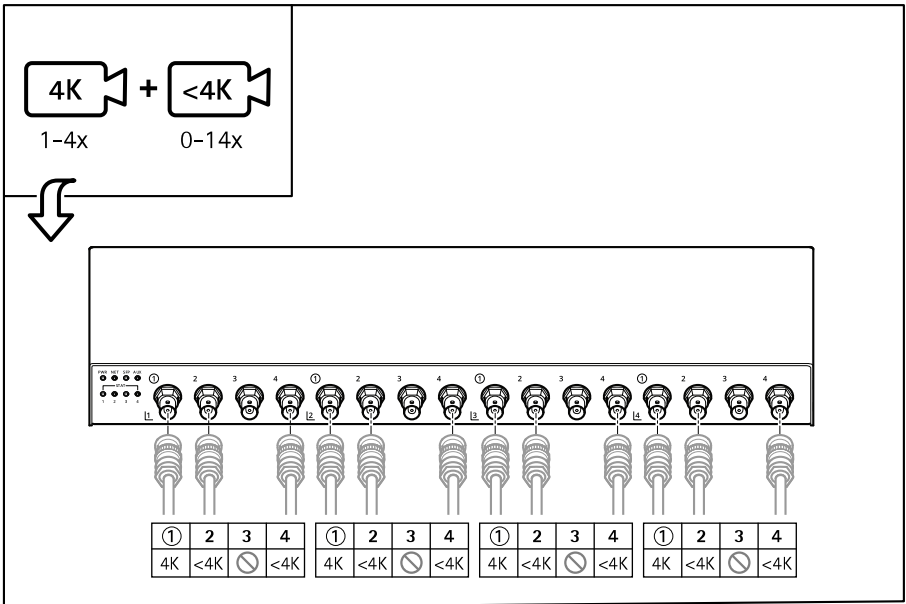 4K + <4K
1-4x 0-14x
PWR NET SFP AUX
STAT
1 2 3 4
① 2 3 4 ① 2 3 4 ① 2 3 4 ① 2 3 4
1 2 3 4
① 2 3 4 ① 2 3 4 ① 2 3 4 ① 2 3 4
4K <4K <4K 4K <4K <4K 4K <4K <4K 4K <4K <4K